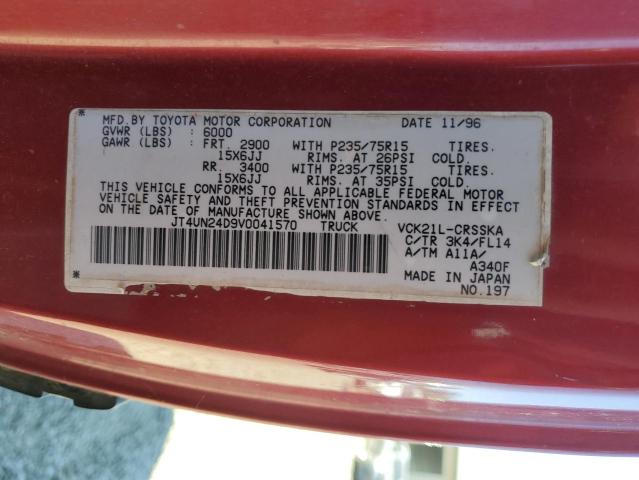 MFD.BY TOYOTA MOTOR CORPORATION DATE 11/96
GVWR (LBS) : 6000
GAWR (LBS) : FRT. 2900 WITH P235/75R15 TIRES.
15X6JJ RIMS. AT 26PSI COLD.
RR. 3400 WITH P235/75R15 TIRES.
15X6JJ RIMS. AT 35PSI COLD.
THIS VEHICLE CONFORMS TO ALL APPLICABLE FEDERAL MOTOR
VEHICLE SAFETY AND THEFT PREVENTION STANDARDS IN EFFECT
ON THE DATE OF MANUFACTURE SHOWN ABOVE.
JT4UN24D9V0041570 TRUCK VCK21L-CRSSKA
C/TR 3K4/FL14
A/TM A11A/
A340F
MADE IN JAPAN
NO.197